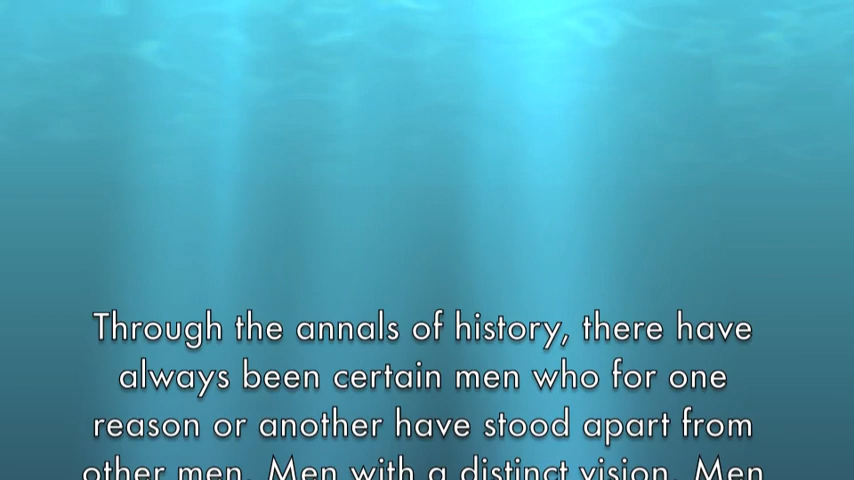 Through the annals of history, there have
always been certain men who for one
reason or another have stood apart from
other men. Men with a distinct vision. Men